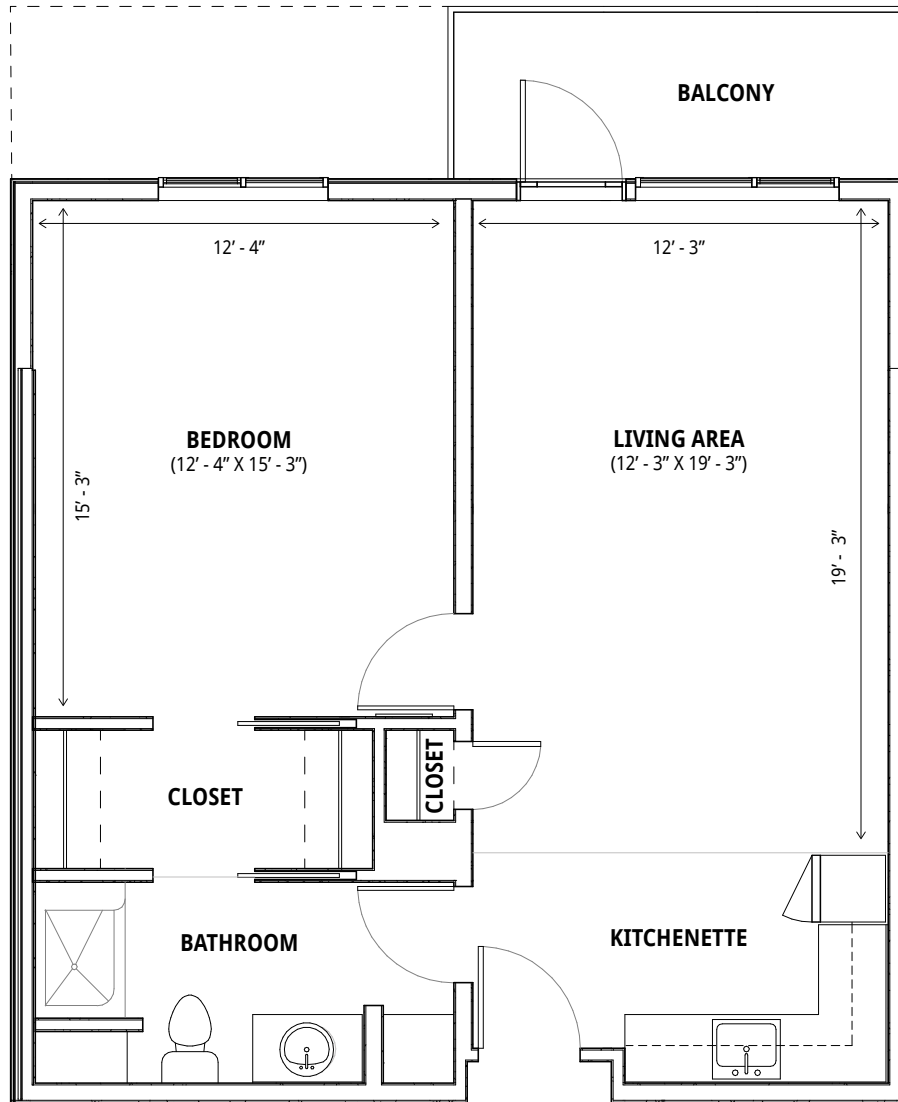 BALCONY
12’ - 4”
12’ - 3”
BEDROOM
(12’ - 4” X 15’ - 3”)
LIVING AREA
(12’ - 3” X 19’ - 3”)
15’ - 3”
19’ - 3”
CLOSET
CLOSET
BATHROOM
KITCHENETTE